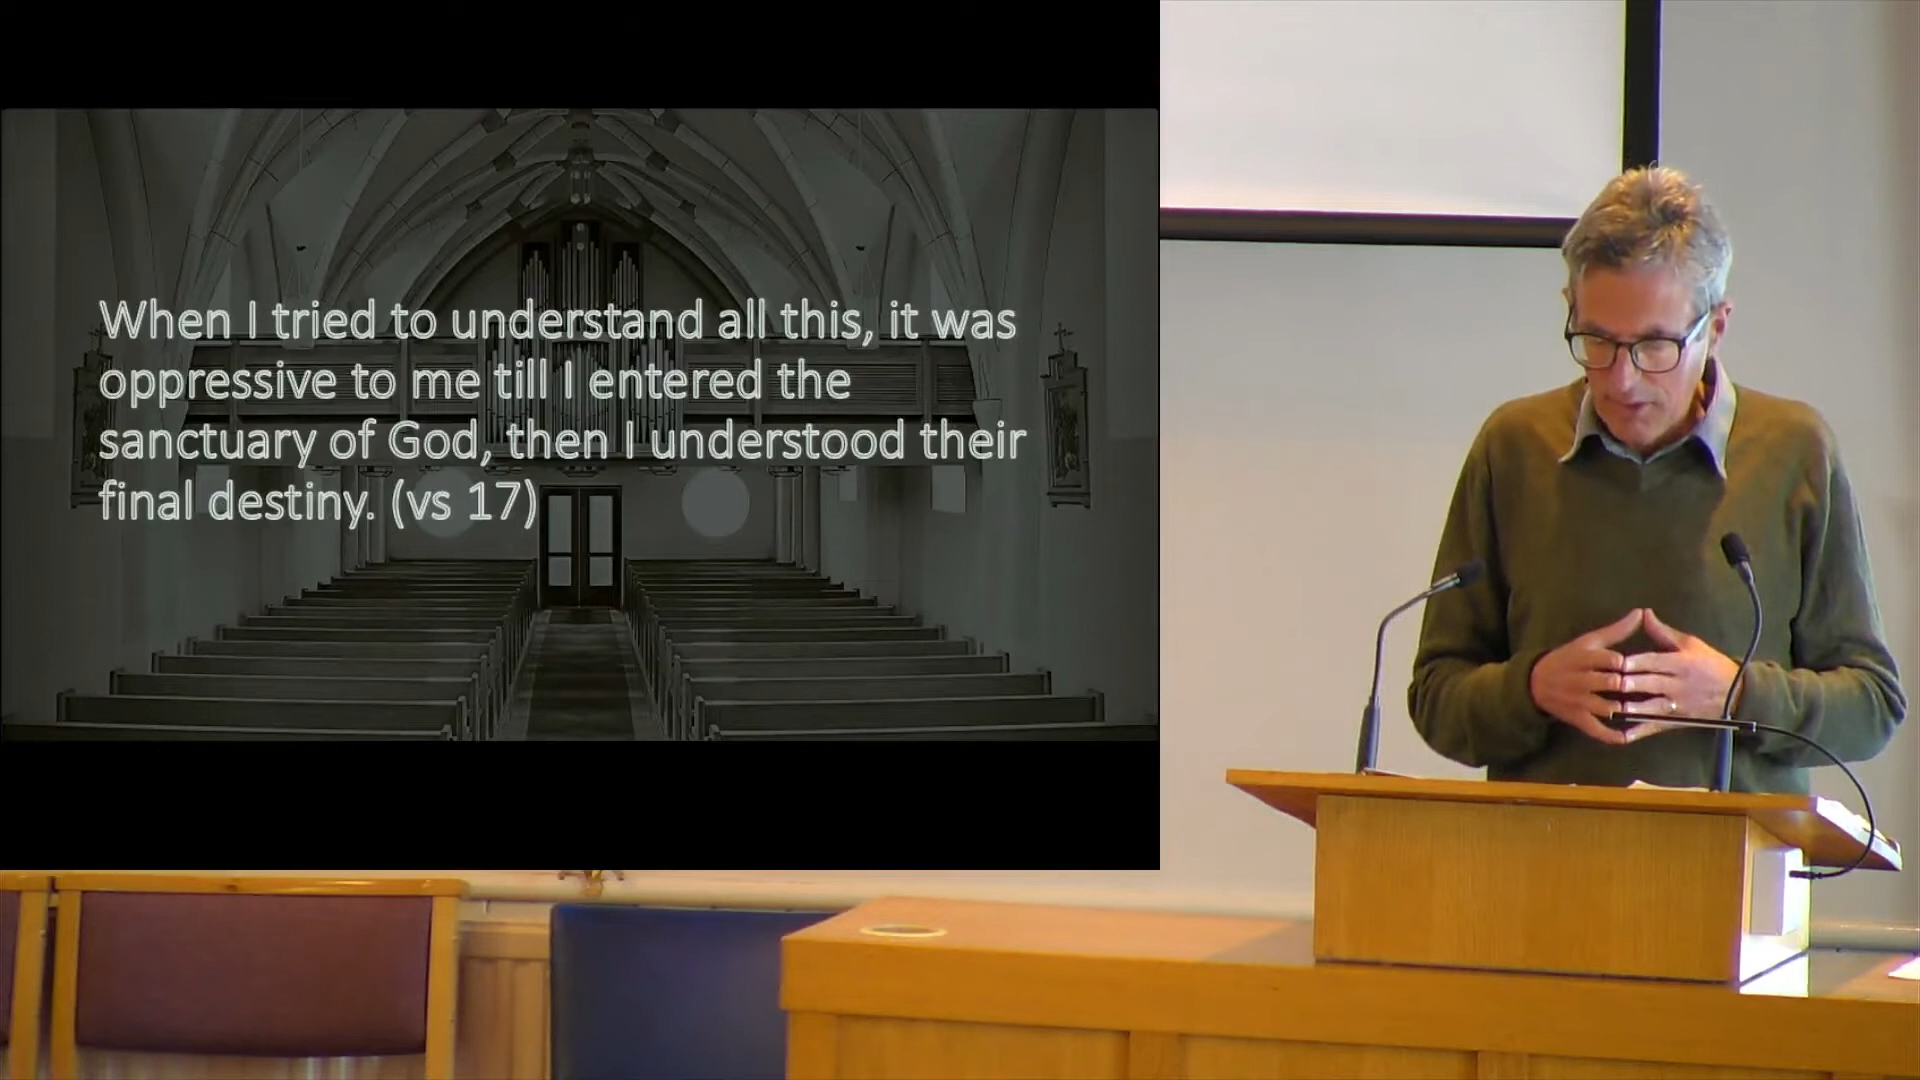 When I tried to understand all this, it was
oppressive to me till I entered the
sanctuary of God, then I understood their
final destiny. (vs 17)